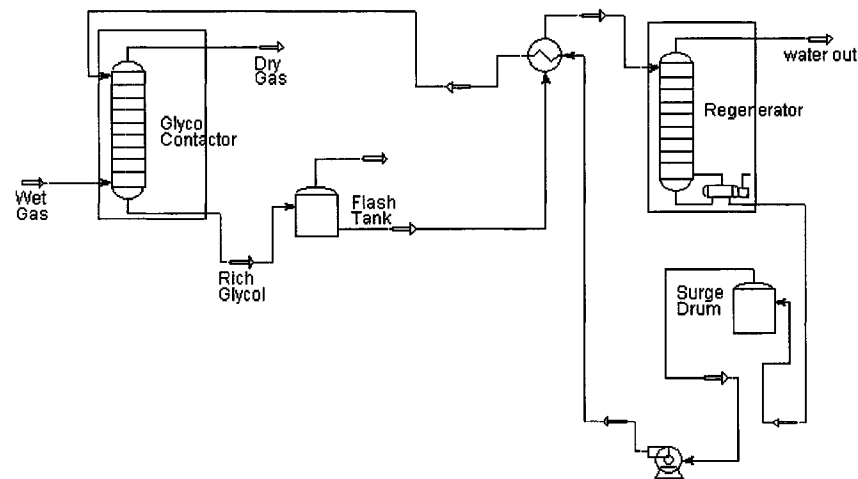 Dry
Gas
Glyco
Contactor
Wet
Gas
Rich
Glycol
Flash
Tank
water out
Regenerator
Surge
Drum